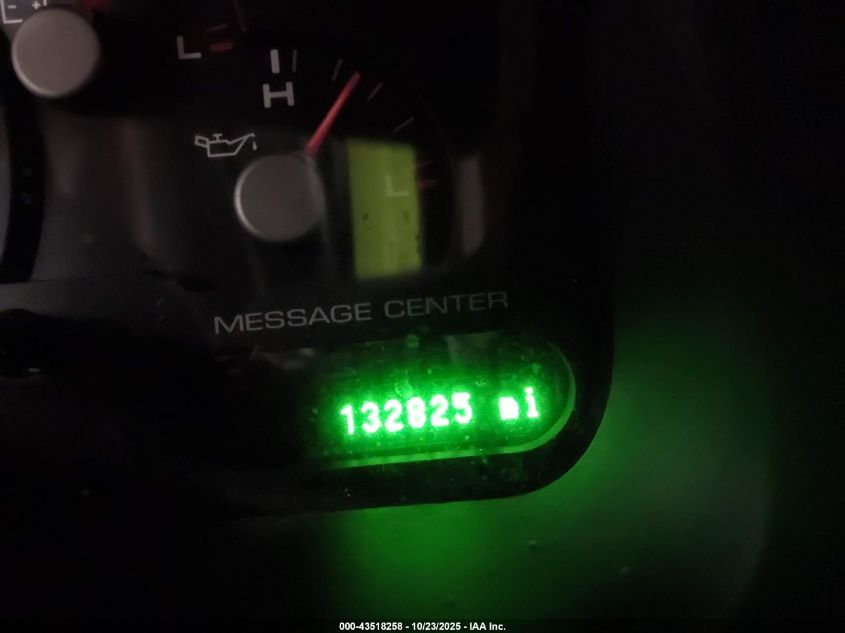 - +
L
H
L
MESSAGE CENTER
132825 mi
000-43518258 - 10/23/2025 - IAA Inc.